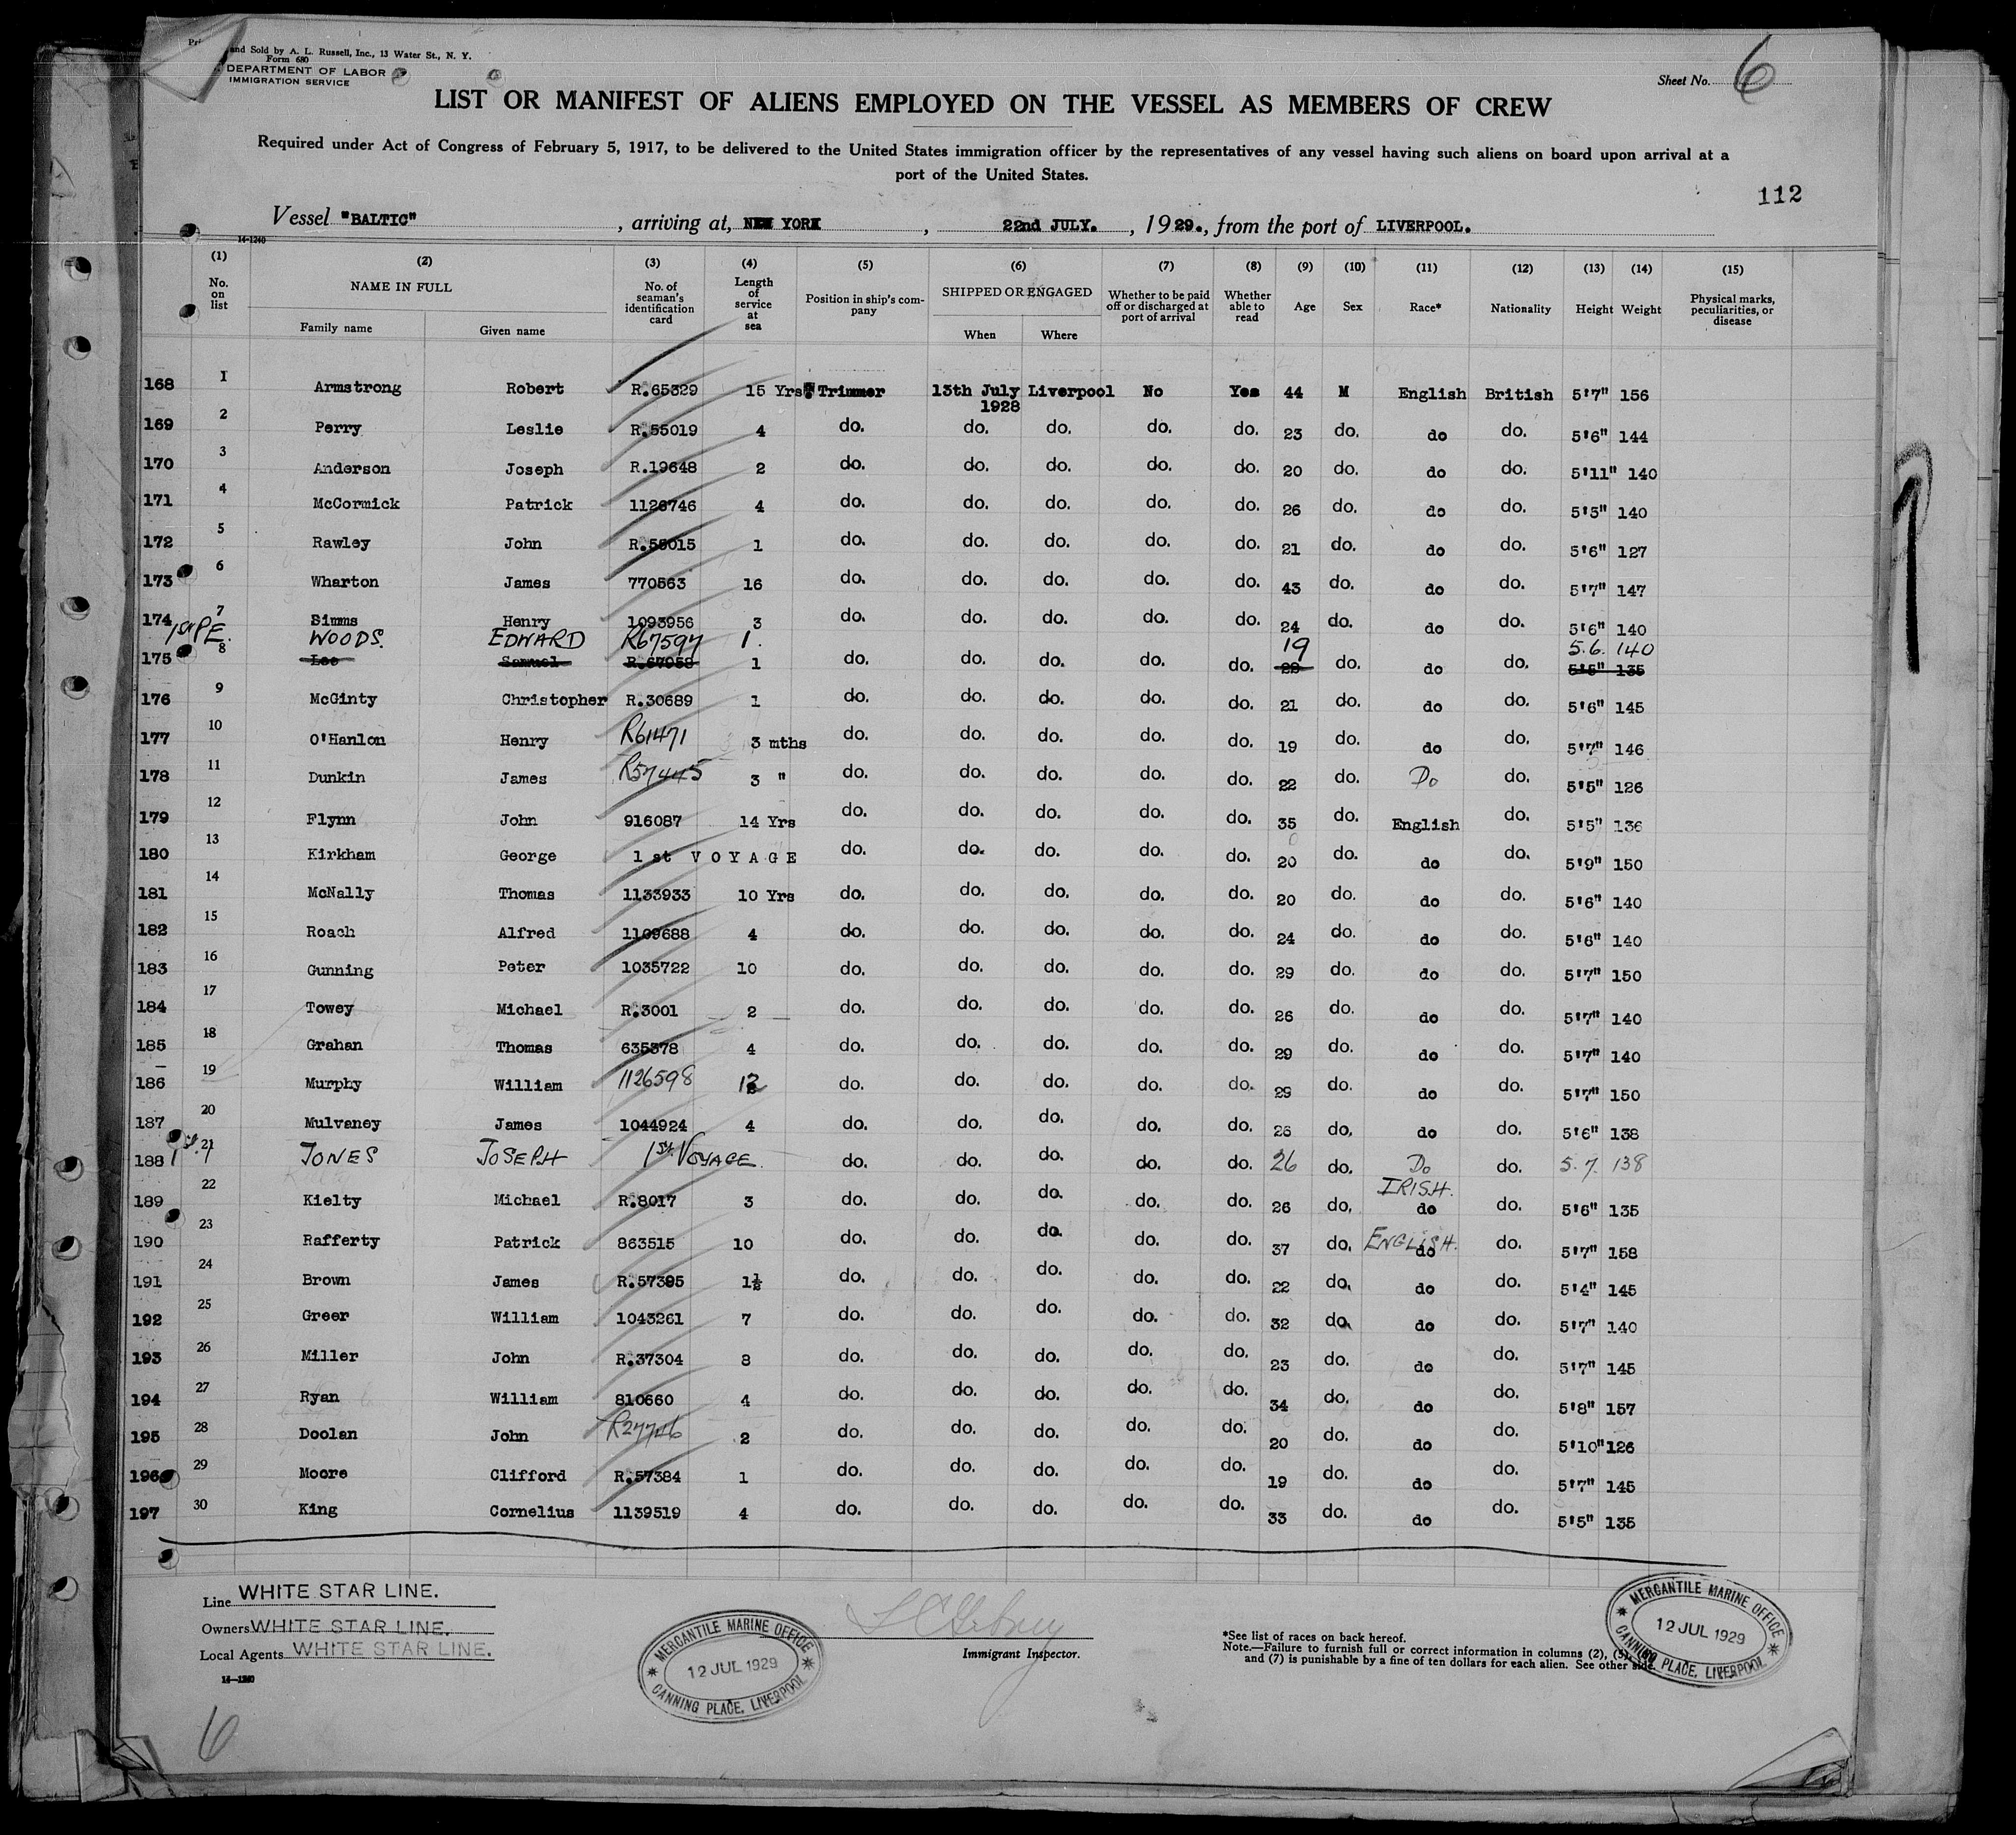 and Sold by A. L. Russell, Inc., 13 Water St., N. Y.
Form 680
DEPARTMENT OF LABOR
IMMIGRATION SERVICE
Sheet No. 6
LIST OR MANIFEST OF ALIENS EMPLOYED ON THE VESSEL AS MEMBERS OF CREW
Required under Act of Congress of February 5, 1917, to be delivered to the United States immigration officer by the representatives of any vessel having such aliens on board upon arrival at a
port of the United States.
112
Vessel "BALTIC", arriving at, NEW YORK, 22nd JULY., 1929., from the port of LIVERPOOL.
14-1240
(1) (2) (3) (4) (5) (6) (7) (8) (9) (10) (11) (12) (13) (14) (15)
No. on list NAME IN FULL Family name Given name No. of seaman's identification card Length of service at sea Position in ship's company SHIPPED OR ENGAGED When Where Whether to be paid off or discharged at port of arrival Whether able to read Age Sex Race* Nationality Height Weight Physical marks, peculiarities, or disease
168 1 Armstrong Robert R.65329 15 Yrs Trimmer 13th July 1928 Liverpool No Yes 44 M English British 5'7" 156
169 2 Perry Leslie R.55019 4 do. do. do. do. do. 23 do. do do. 5'6" 144
170 3 Anderson Joseph R.19648 2 do. do. do. do. do. 20 do. do do. 5'11" 140
171 4 McCormick Patrick 1126746 4 do. do. do. do. do. 26 do. do do. 5'5" 140
172 5 Rawley John R.55015 1 do. do. do. do. do. 21 do. do do. 5'6" 127
173 6 Wharton James 770563 16 do. do. do. do. do. 43 do. do do. 5'7" 147
174 7 Simms Henry 1093956 3 do. do. do. do. do. 24 do. do do. 5'6" 140
1st P.E. WOODS. EDWARD R67597 1. 19 5.6. 140
175 8 Lee Samuel R.67058 1 do. do. do. do. do. do. do do. 5'5" 135
176 9 McGinty Christopher R.30689 1 do. do. do. do. do. 21 do. do do. 5'6" 145
177 10 O'Hanlon Henry R61471 3 mths do. do. do. do. do. 19 do. do do. 5'7" 146
178 11 Dunkin James R57445 3 " do. do. do. do. do. 22 do. Do do. 5'5" 126
179 12 Flynn John 916087 14 Yrs do. do. do. do. do. 35 do. English do. 5'5" 136
180 13 Kirkham George 1 st VOYAGE do. do. do. do. do. 20 do. do do. 5'9" 150
181 14 McNally Thomas 1133933 10 Yrs do. do. do. do. do. 20 do. do do. 5'6" 140
182 15 Roach Alfred 1109688 4 do. do. do. do. do. 24 do. do do. 5'6" 140
183 16 Gunning Peter 1035722 10 do. do. do. do. do. 29 do. do do. 5'7" 150
184 17 Towey Michael R.3001 2 do. do. do. do. do. 26 do. do do. 5'7" 140
185 18 Grahan Thomas 635378 4 do. do. do. do. do. 29 do. do do. 5'7" 140
186 19 Murphy William 1126598 12 do. do. do. do. do. 29 do. do do. 5'7" 150
187 20 Mulvaney James 1044924 4 do. do. do. do. do. 26 do. do do. 5'6" 138
188 21 JONES JOSEPH 1st VOYAGE. do. do. do. do. do. 26 do. Do do. 5.7. 138
189 22 Kielty Michael R.8017 3 do. do. do. do. do. 26 do. IRISH. do do. 5'6" 135
190 23 Rafferty Patrick 863515 10 do. do. do. do. do. 37 do. ENGLISH. do do. 5'7" 158
191 24 Brown James R.57395 1½ do. do. do. do. do. 22 do. do do. 5'4" 145
192 25 Greer William 1043261 7 do. do. do. do. do. 32 do. do do. 5'7" 140
193 26 Miller John R.37304 8 do. do. do. do. do. 23 do. do do. 5'7" 145
194 27 Ryan William 810660 4 do. do. do. do. do. 34 do. do do. 5'8" 157
195 28 Doolan John R27746 2 do. do. do. do. do. 20 do. do do. 5'10" 126
196 29 Moore Clifford R.57384 1 do. do. do. do. do. 19 do. do do. 5'7" 145
197 30 King Cornelius 1139519 4 do. do. do. do. do. 33 do. do do. 5'5" 135
Line WHITE STAR LINE.
Owners WHITE STAR LINE.
Local Agents WHITE STAR LINE.
14-1240
MERCANTILE MARINE OFFICE
12 JUL 1929
CANNING PLACE, LIVERPOOL
Immigrant Inspector.
*See list of races on back hereof.
Note.—Failure to furnish full or correct information in columns (2), (5), and (7) is punishable by a fine of ten dollars for each alien. See other side.
MERCANTILE MARINE OFFICE
12 JUL 1929
CANNING PLACE, LIVERPOOL
6